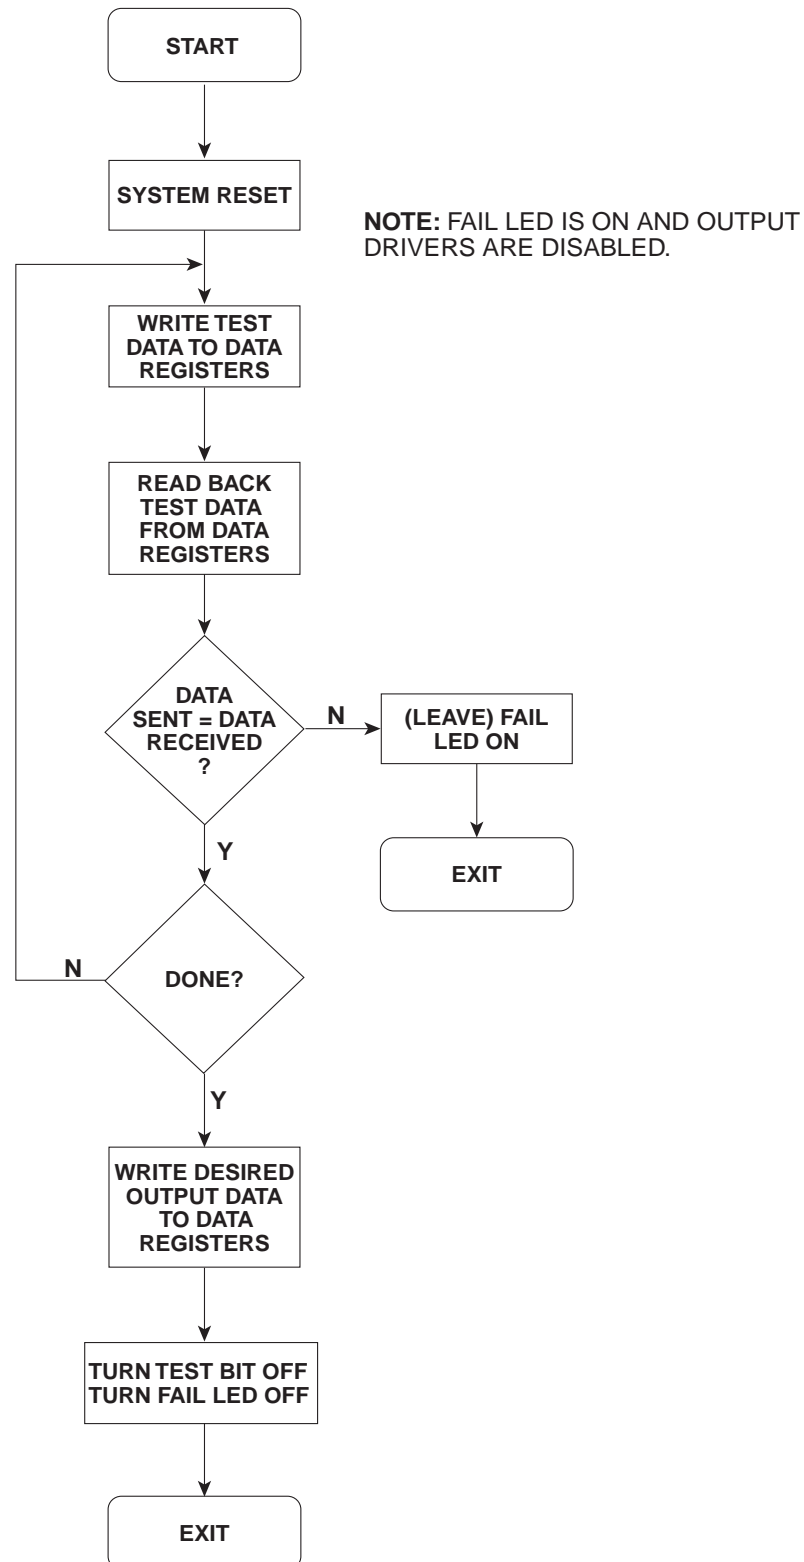 START
SYSTEM RESET
NOTE: FAIL LED IS ON AND OUTPUT
DRIVERS ARE DISABLED.
WRITE TEST
DATA TO DATA
REGISTERS
READ BACK
TEST DATA
FROM DATA
REGISTERS
DATA
SENT = DATA
RECEIVED
?
N
(LEAVE) FAIL
LED ON
Y
EXIT
N
DONE?
Y
WRITE DESIRED
OUTPUT DATA
TO DATA
REGISTERS
TURN TEST BIT OFF
TURN FAIL LED OFF
EXIT